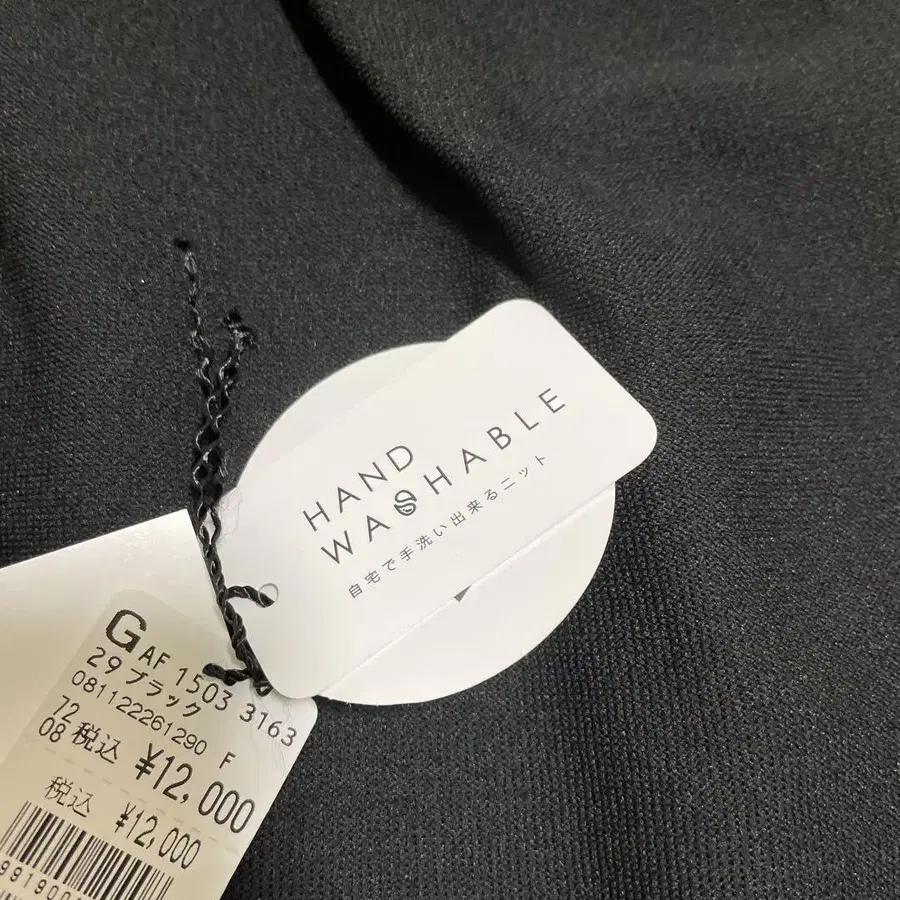 HAND
WASHABLE
自宅で手洗い出来るニット
G AF 1503 3163
29 ブラック
081122261290 F
72
08 税込 ¥12,000
税込 ¥12,000